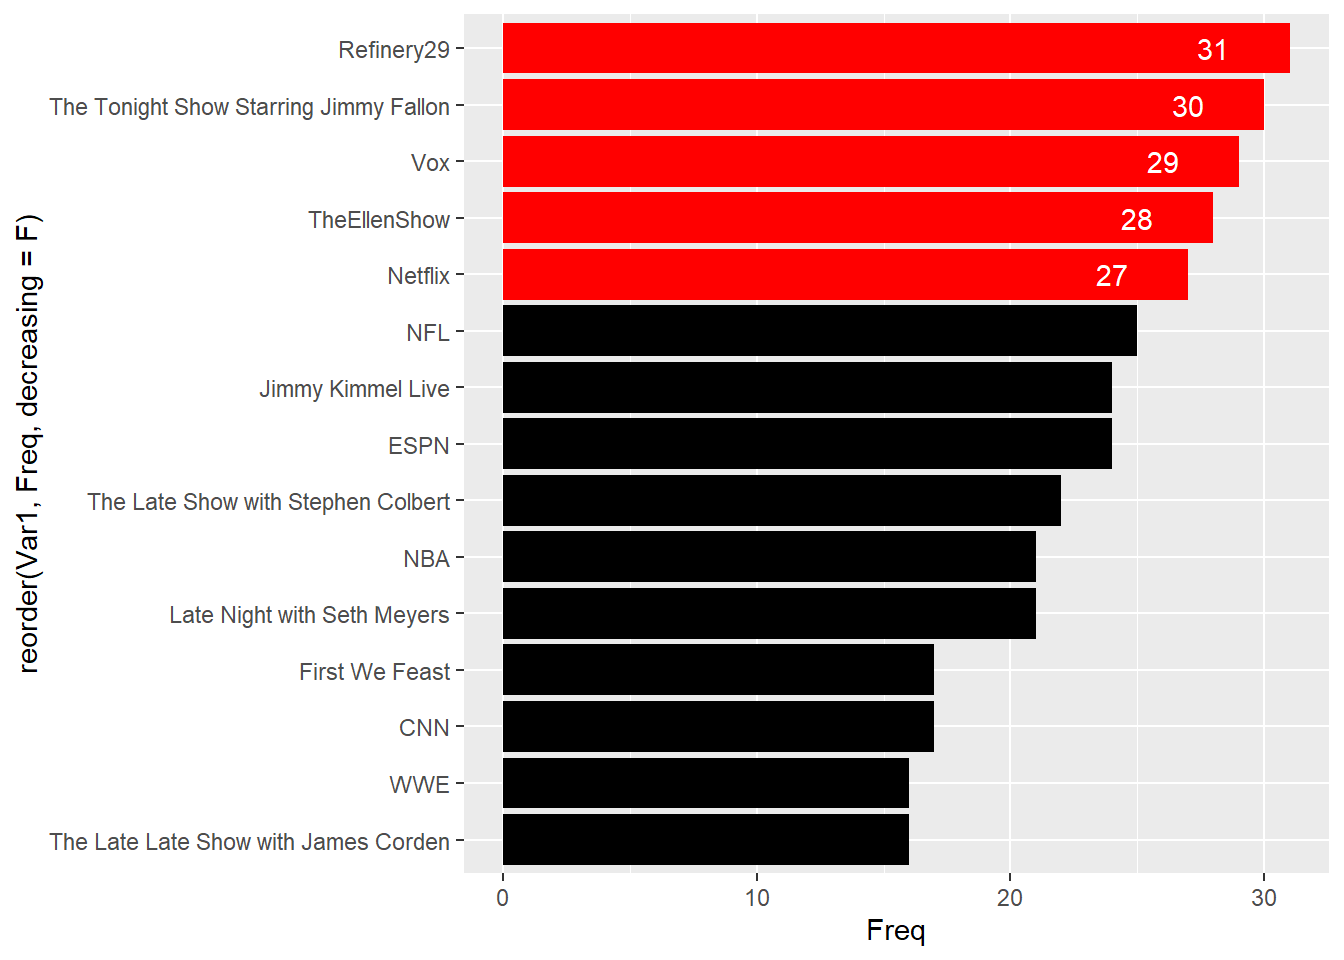 Refinery29
31
The Tonight Show Starring Jimmy Fallon
30
Vox
29
TheEllenShow
28
Netflix
27
NFL
Jimmy Kimmel Live
ESPN
The Late Show with Stephen Colbert
NBA
Late Night with Seth Meyers
First We Feast
CNN
WWE
The Late Late Show with James Corden
reorder(Var1, Freq, decreasing = F)
0
10
20
30
Freq